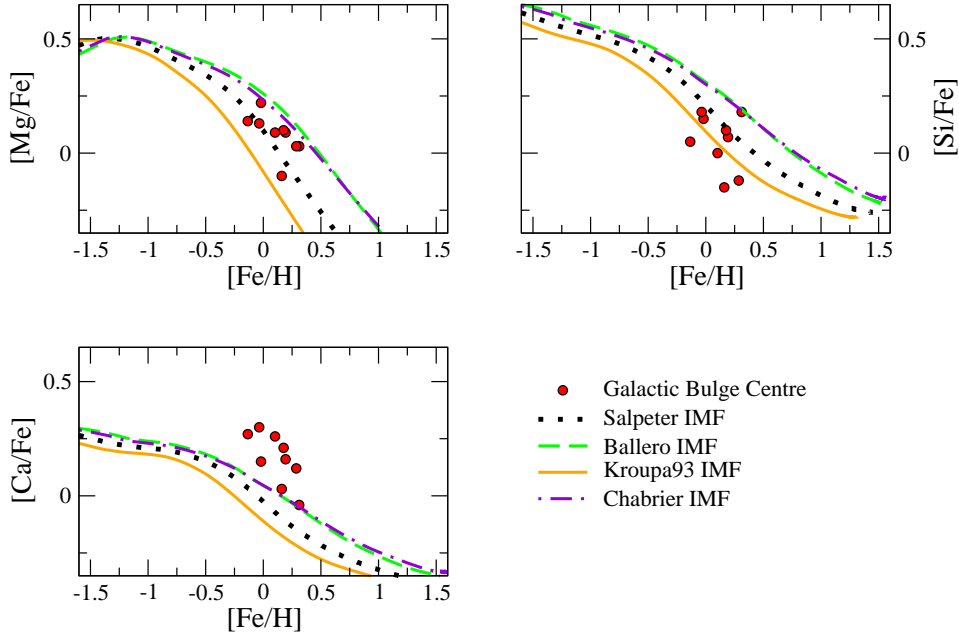 0.5
0
[Mg/Fe]
-1.5 -1 -0.5 0 0.5 1 1.5
[Fe/H]
0.5
0
[Si/Fe]
-1.5 -1 -0.5 0 0.5 1 1.5
[Fe/H]
0.5
0
[Ca/Fe]
-1.5 -1 -0.5 0 0.5 1 1.5
[Fe/H]
Galactic Bulge Centre
Salpeter IMF
Ballero IMF
Kroupa93 IMF
Chabrier IMF